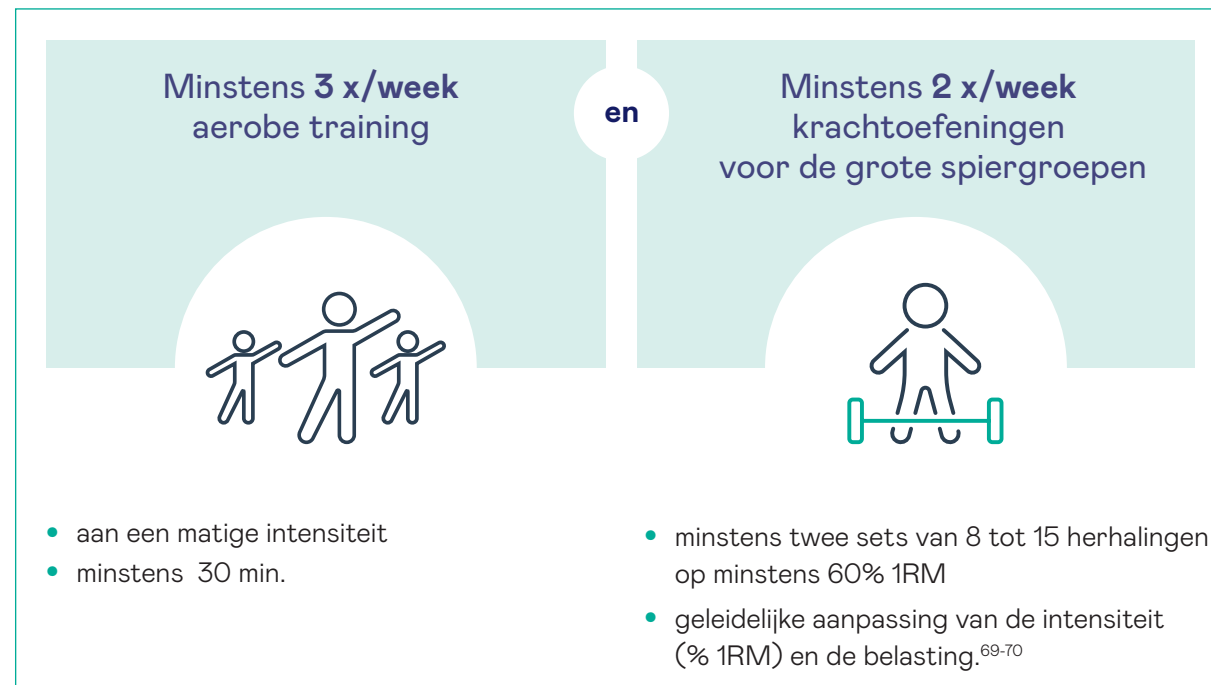 Minstens 3 x/week
aerobe training
en
Minstens 2 x/week
krachtoefeningen
voor de grote spiergroepen
• aan een matige intensiteit
• minstens 30 min.
• minstens twee sets van 8 tot 15 herhalingen
op minstens 60% 1RM
• geleidelijke aanpassing van de intensiteit
(% 1RM) en de belasting.69-70